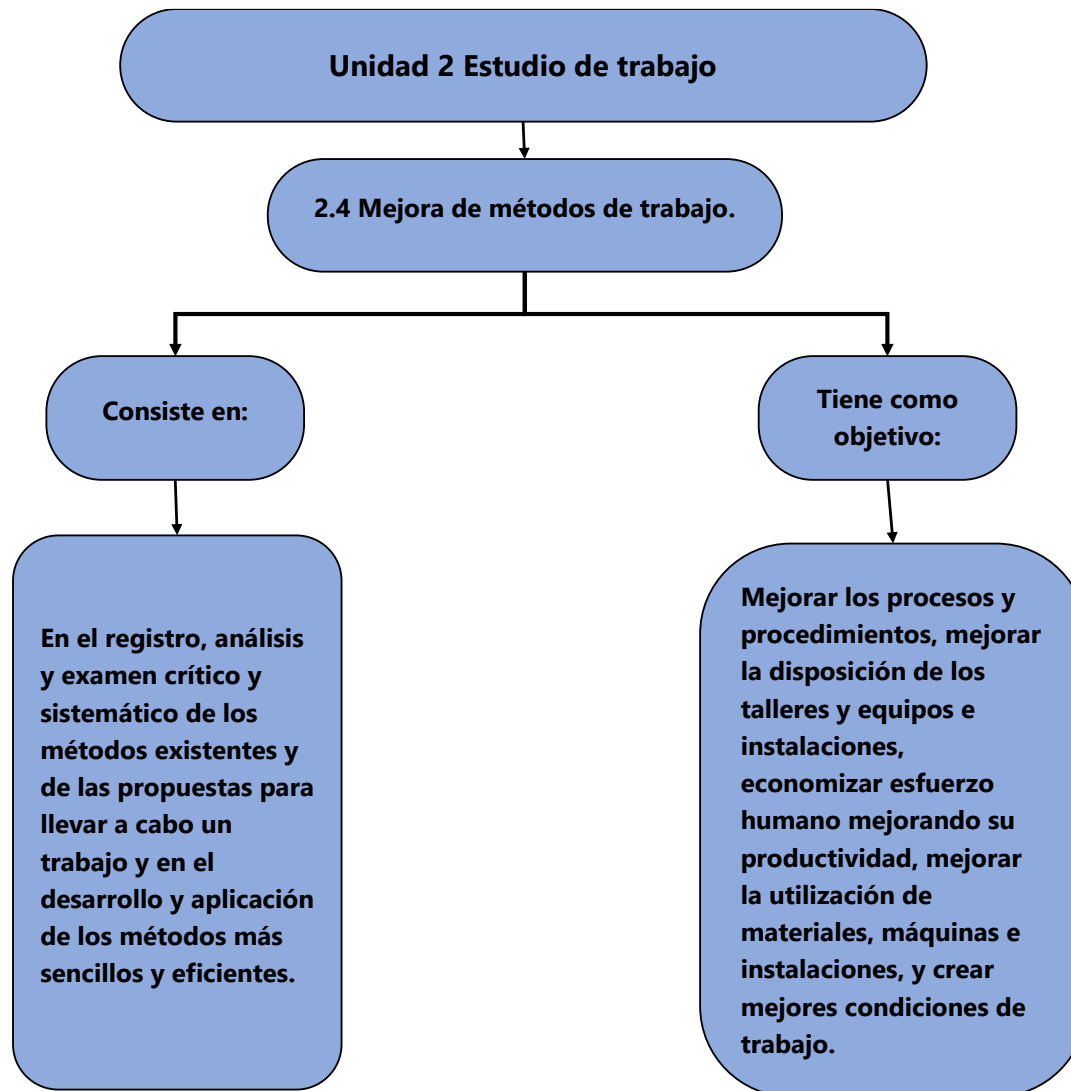 Unidad 2 Estudio de trabajo
2.4 Mejora de métodos de trabajo.
Consiste en:
En el registro, análisis
y examen crítico y
sistemático de los
métodos existentes y
de las propuestas para
llevar a cabo un
trabajo y en el
desarrollo y aplicación
de los métodos más
sencillos y eficientes.
Tiene como
objetivo:
Mejorar los procesos y
procedimientos, mejorar
la disposición de los
talleres y equipos e
instalaciones,
economizar esfuerzo
humano mejorando su
productividad, mejorar
la utilización de
materiales, máquinas e
instalaciones, y crear
mejores condiciones de
trabajo.